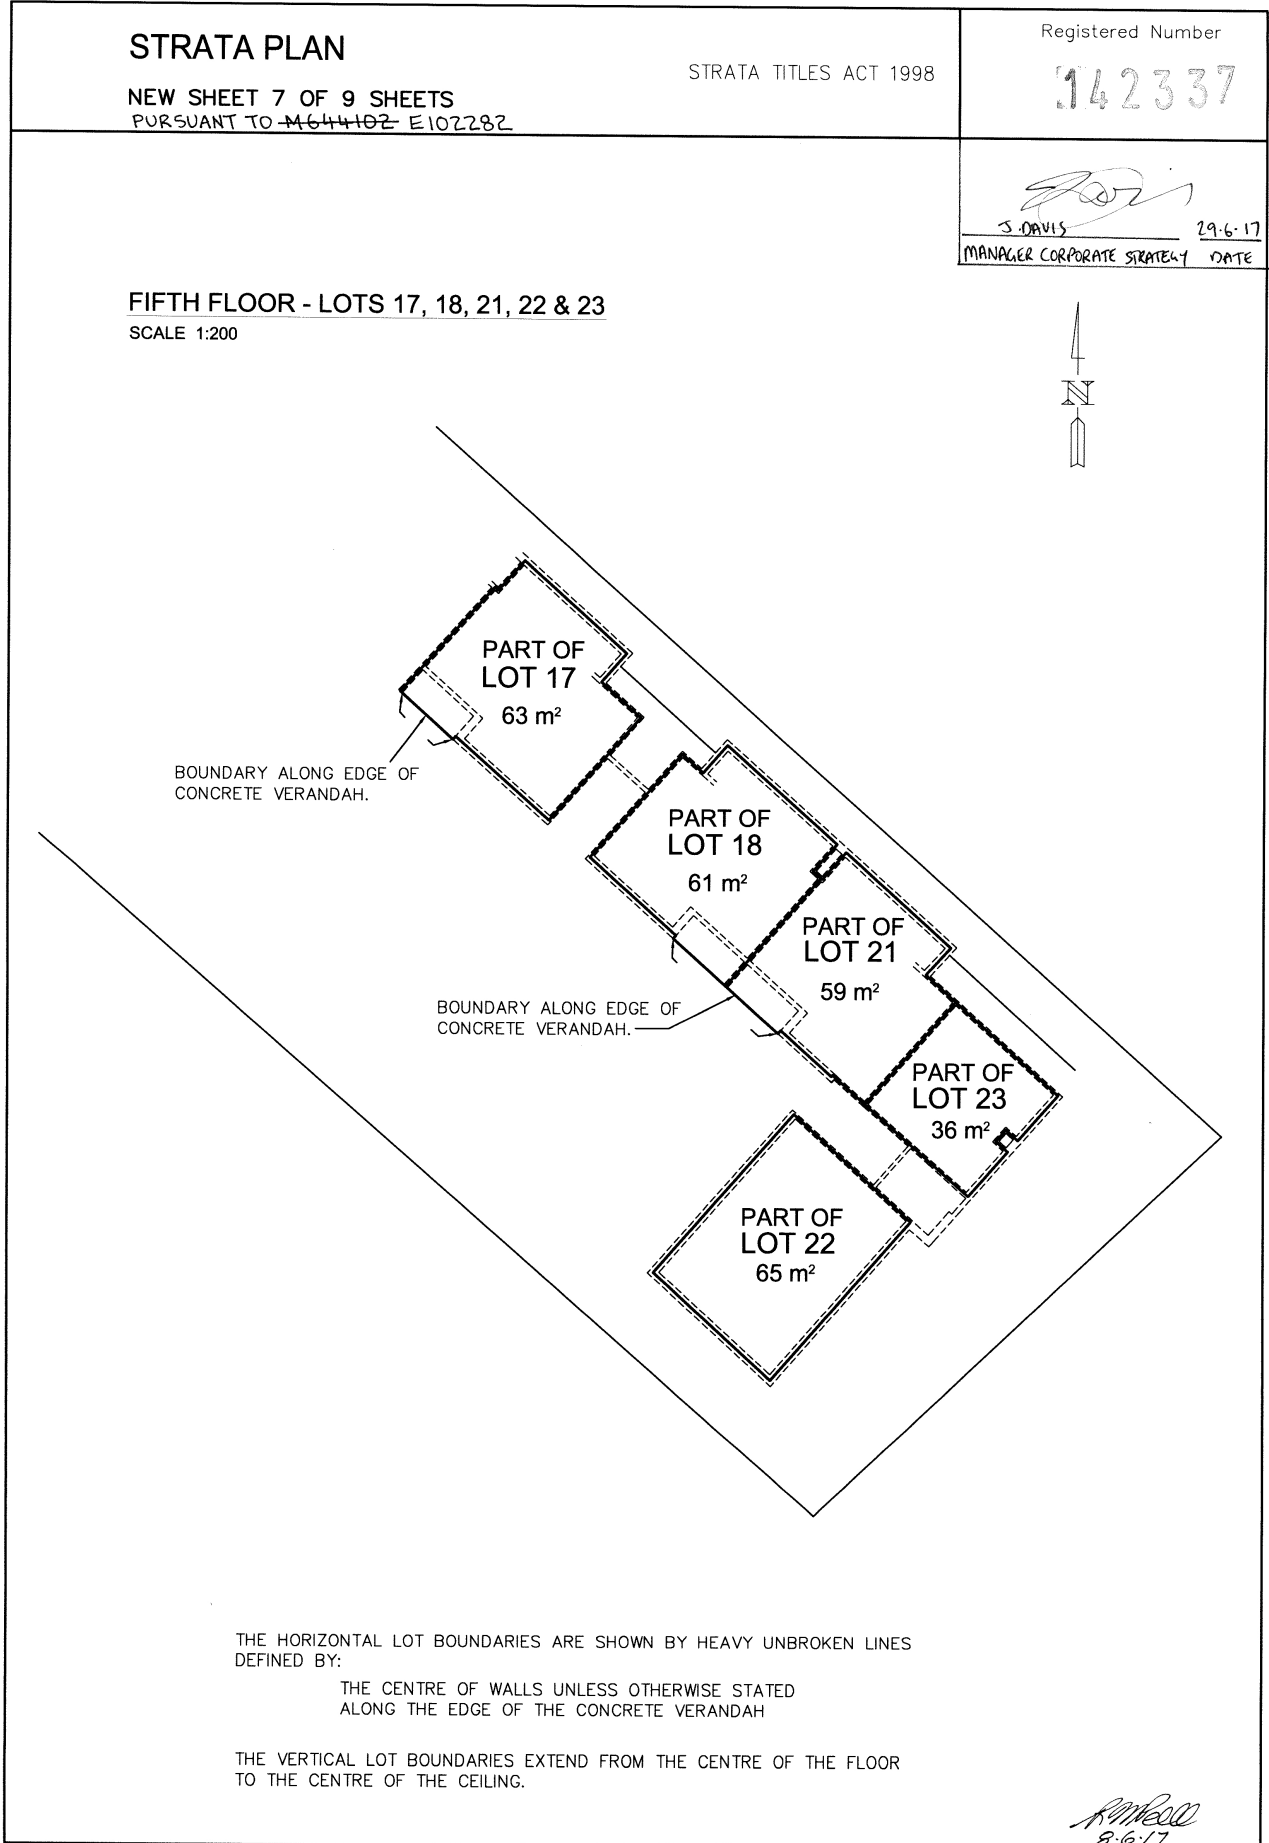 STRATA PLAN
NEW SHEET 7 OF 9 SHEETS
PURSUANT TO M644102 E102282
STRATA TITLES ACT 1998
Registered Number
142337
J. DAVIS 29.6.17
MANAGER CORPORATE STRATEGY DATE
FIFTH FLOOR - LOTS 17, 18, 21, 22 & 23
SCALE 1:200
N
PART OF
LOT 17
63 m²
BOUNDARY ALONG EDGE OF
CONCRETE VERANDAH.
PART OF
LOT 18
61 m²
PART OF
LOT 21
59 m²
BOUNDARY ALONG EDGE OF
CONCRETE VERANDAH.
PART OF
LOT 23
36 m²
PART OF
LOT 22
65 m²
THE HORIZONTAL LOT BOUNDARIES ARE SHOWN BY HEAVY UNBROKEN LINES
DEFINED BY:
THE CENTRE OF WALLS UNLESS OTHERWISE STATED
ALONG THE EDGE OF THE CONCRETE VERANDAH
THE VERTICAL LOT BOUNDARIES EXTEND FROM THE CENTRE OF THE FLOOR
TO THE CENTRE OF THE CEILING.
8.6.17